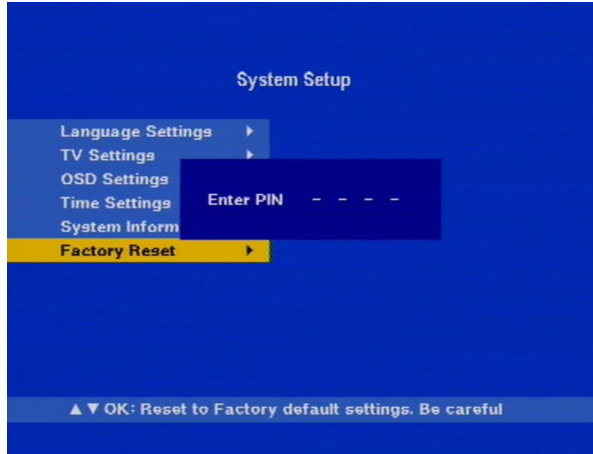 System Setup
Language Settings
TV Settings
OSD Settings
Time Settings
Enter PIN - - - -
System Inform
Factory Reset
▲▼ OK: Reset to Factory default settings. Be careful